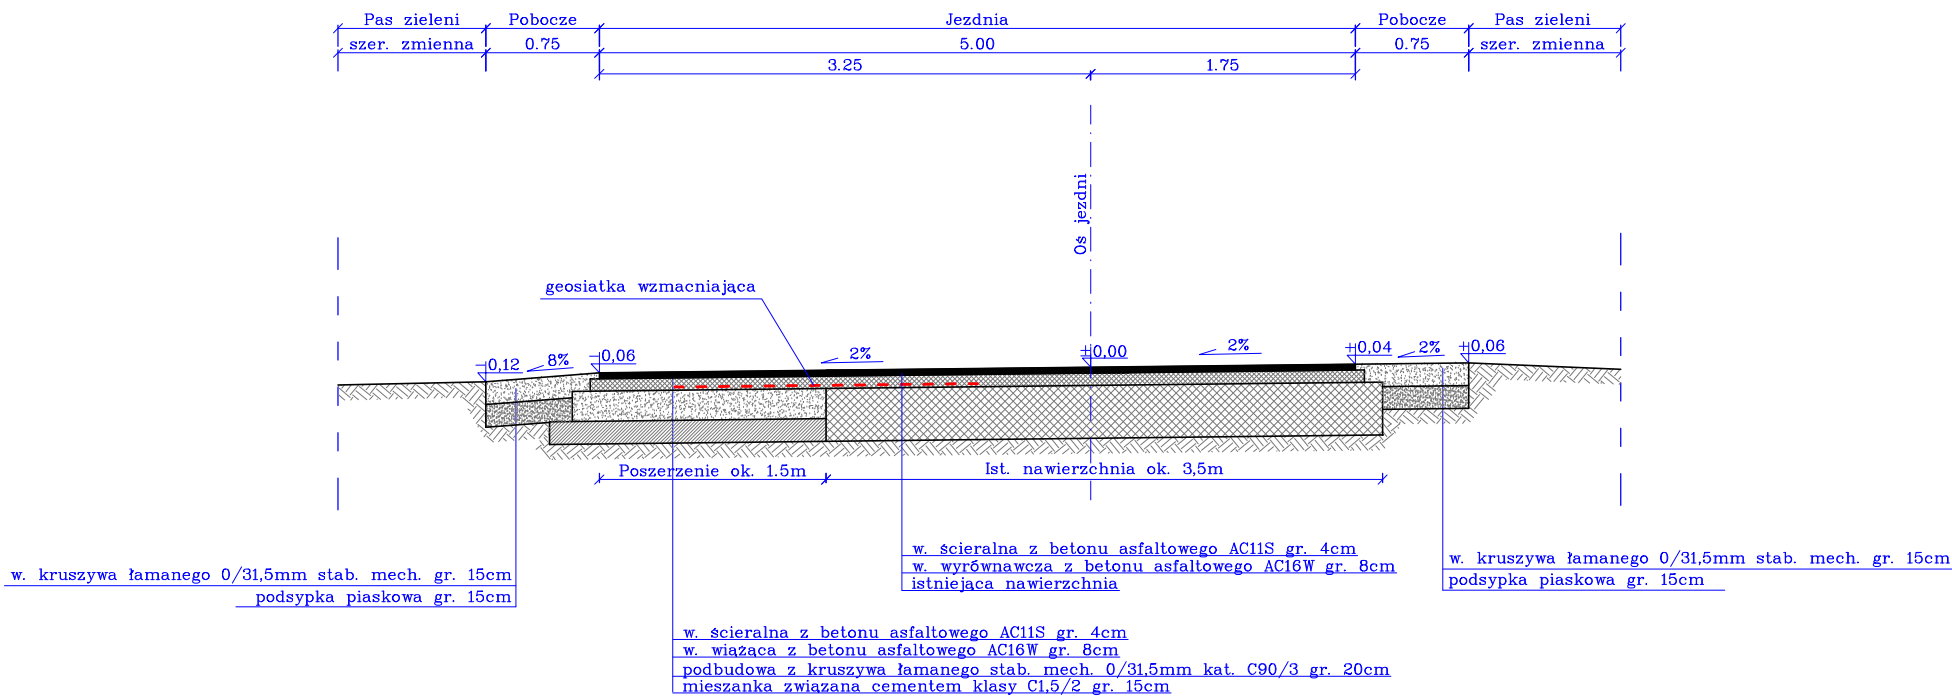 Pas zieleni Pobocze Jezdnia Pobocze Pas zieleni
szer. zmienna 0.75 5.00 0.75 szer. zmienna
3.25 1.75
Oś jezdni
geosiatka wzmacniająca
-0,12 8% -0,06 2% ±0,00 2% +0,04 2% +0,06
Poszerzenie ok. 1.5m Ist. nawierzchnia ok. 3,5m
w. kruszywa łamanego 0/31,5mm stab. mech. gr. 15cm
podsypka piaskowa gr. 15cm
w. ścieralna z betonu asfaltowego AC11S gr. 4cm
w. wyrównawcza z betonu asfaltowego AC16W gr. 8cm
istniejąca nawierzchnia
w. kruszywa łamanego 0/31,5mm stab. mech. gr. 15cm
podsypka piaskowa gr. 15cm
w. ścieralna z betonu asfaltowego AC11S gr. 4cm
w. wiążąca z betonu asfaltowego AC16W gr. 8cm
podbudowa z kruszywa łamanego stab. mech. 0/31,5mm kat. C90/3 gr. 20cm
mieszanka związana cementem klasy C1,5/2 gr. 15cm